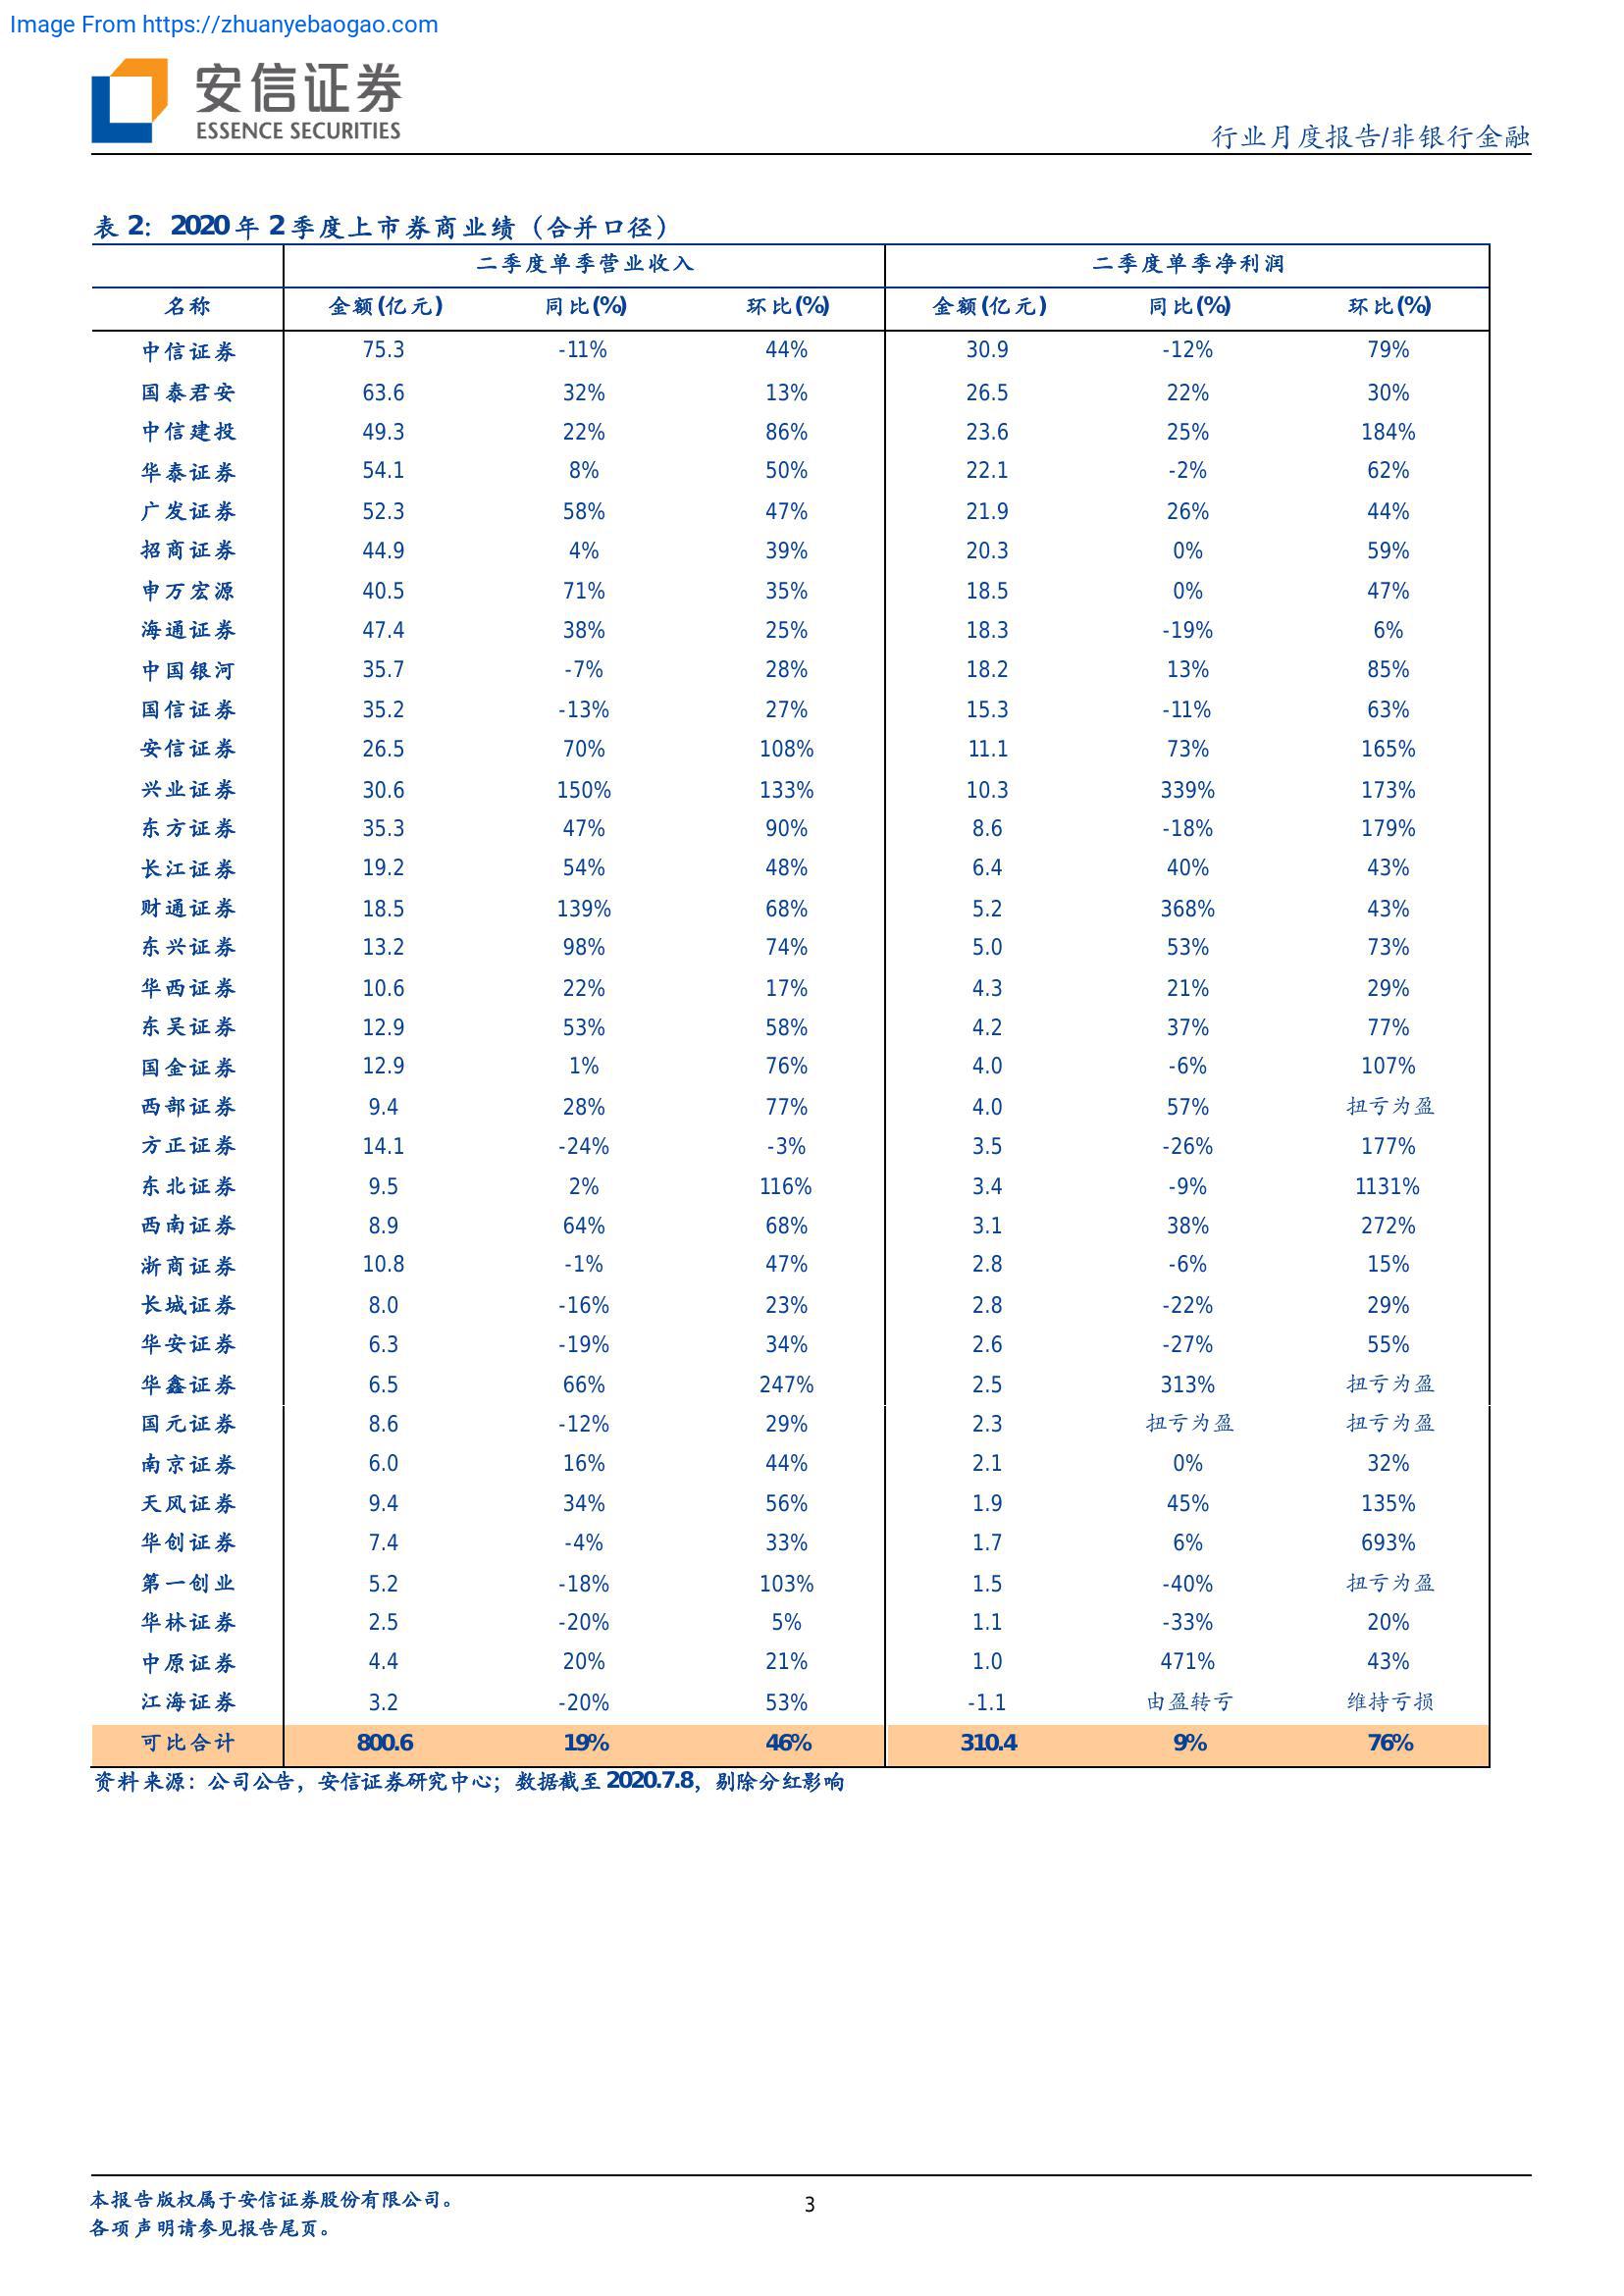 Image From https://zhuanyebaogao.com
安信证券
ESSENCE SECURITIES
行业月度报告/非银行金融
表 2: 2020 年 2 季度上市券商业绩（合并口径）
二季度单季营业收入 二季度单季净利润
名称 金额(亿元) 同比(%) 环比(%) 金额(亿元) 同比(%) 环比(%)
中信证券 75.3 -11% 44% 30.9 -12% 79%
国泰君安 63.6 32% 13% 26.5 22% 30%
中信建投 49.3 22% 86% 23.6 25% 184%
华泰证券 54.1 8% 50% 22.1 -2% 62%
广发证券 52.3 58% 47% 21.9 26% 44%
招商证券 44.9 4% 39% 20.3 0% 59%
申万宏源 40.5 71% 35% 18.5 0% 47%
海通证券 47.4 38% 25% 18.3 -19% 6%
中国银河 35.7 -7% 28% 18.2 13% 85%
国信证券 35.2 -13% 27% 15.3 -11% 63%
安信证券 26.5 70% 108% 11.1 73% 165%
兴业证券 30.6 150% 133% 10.3 339% 173%
东方证券 35.3 47% 90% 8.6 -18% 179%
长江证券 19.2 54% 48% 6.4 40% 43%
财通证券 18.5 139% 68% 5.2 368% 43%
东兴证券 13.2 98% 74% 5.0 53% 73%
华西证券 10.6 22% 17% 4.3 21% 29%
东吴证券 12.9 53% 58% 4.2 37% 77%
国金证券 12.9 1% 76% 4.0 -6% 107%
西部证券 9.4 28% 77% 4.0 57% 扭亏为盈
方正证券 14.1 -24% -3% 3.5 -26% 177%
东北证券 9.5 2% 116% 3.4 -9% 1131%
西南证券 8.9 64% 68% 3.1 38% 272%
浙商证券 10.8 -1% 47% 2.8 -6% 15%
长城证券 8.0 -16% 23% 2.8 -22% 29%
华安证券 6.3 -19% 34% 2.6 -27% 55%
华鑫证券 6.5 66% 247% 2.5 313% 扭亏为盈
国元证券 8.6 -12% 29% 2.3 扭亏为盈 扭亏为盈
南京证券 6.0 16% 44% 2.1 0% 32%
天风证券 9.4 34% 56% 1.9 45% 135%
华创证券 7.4 -4% 33% 1.7 6% 693%
第一创业 5.2 -18% 103% 1.5 -40% 扭亏为盈
华林证券 2.5 -20% 5% 1.1 -33% 20%
中原证券 4.4 20% 21% 1.0 471% 43%
江海证券 3.2 -20% 53% -1.1 由盈转亏 维持亏损
可比合计 800.6 19% 46% 310.4 9% 76%
资料来源：公司公告，安信证券研究中心；数据截至 2020.7.8，剔除分红影响
本报告版权属于安信证券股份有限公司。
3
各项声明请参见报告尾页。